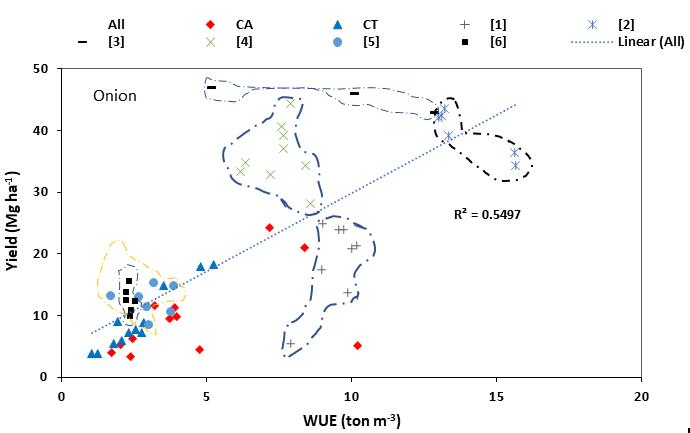 All CA CT [1] [2]
[3] [4] [5] [6] Linear (All)
50
Onion
40
30
R² = 0.5497
20
10
0
0 5 10 15 20
Yield (Mg ha⁻¹)
WUE (ton m⁻³)